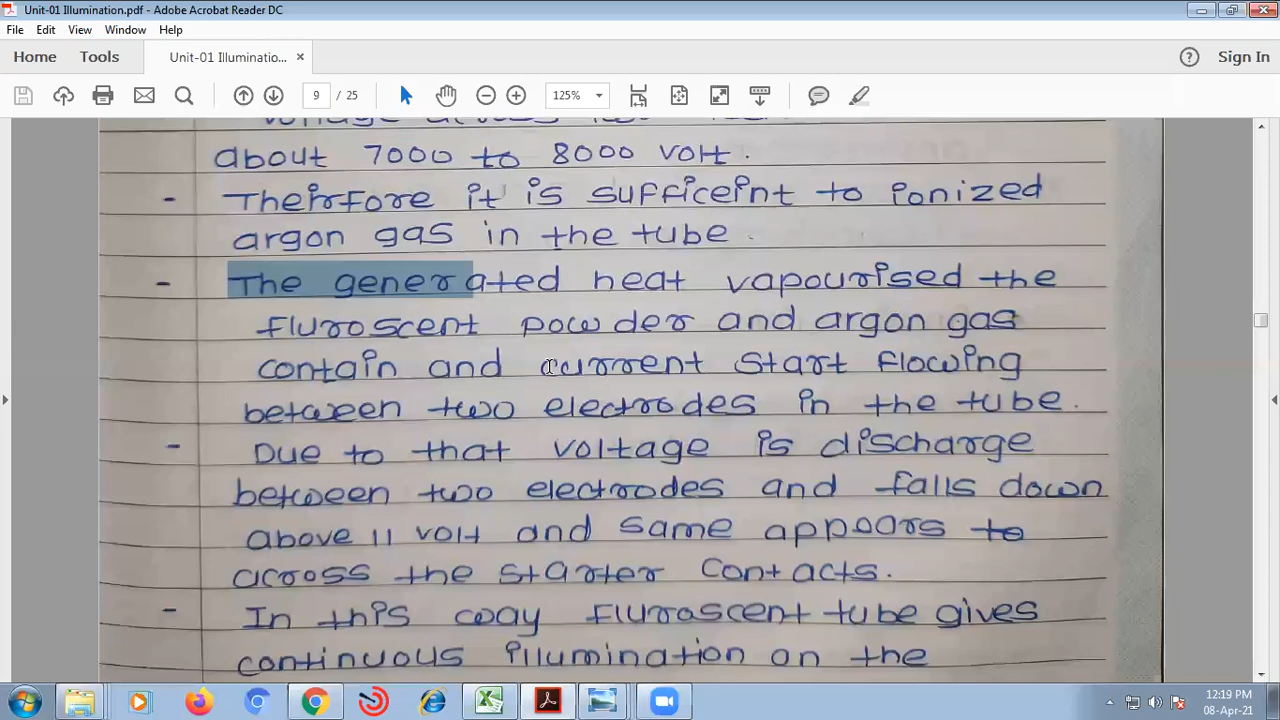 Unit-01 Illumination.pdf - Adobe Acrobat Reader DC
File Edit View Window Help
Home Tools Unit-01 Illuminatio... × Sign In
9 / 25 125%
about 7000 to 8000 volt.
- Theirfore it is sufficeint to ionized
argon gas in the tube.
- The generated heat vapourised the
fluroscent powder and argon gas
contain and current start flowing
between two electrodes in the tube.
- Due to that voltage is discharge
between two electrodes and falls down
above 11 volt and same appears to
across the starter contacts.
- In this way flurascent tube gives
continuous illumination on the
12:19 PM
08-Apr-21